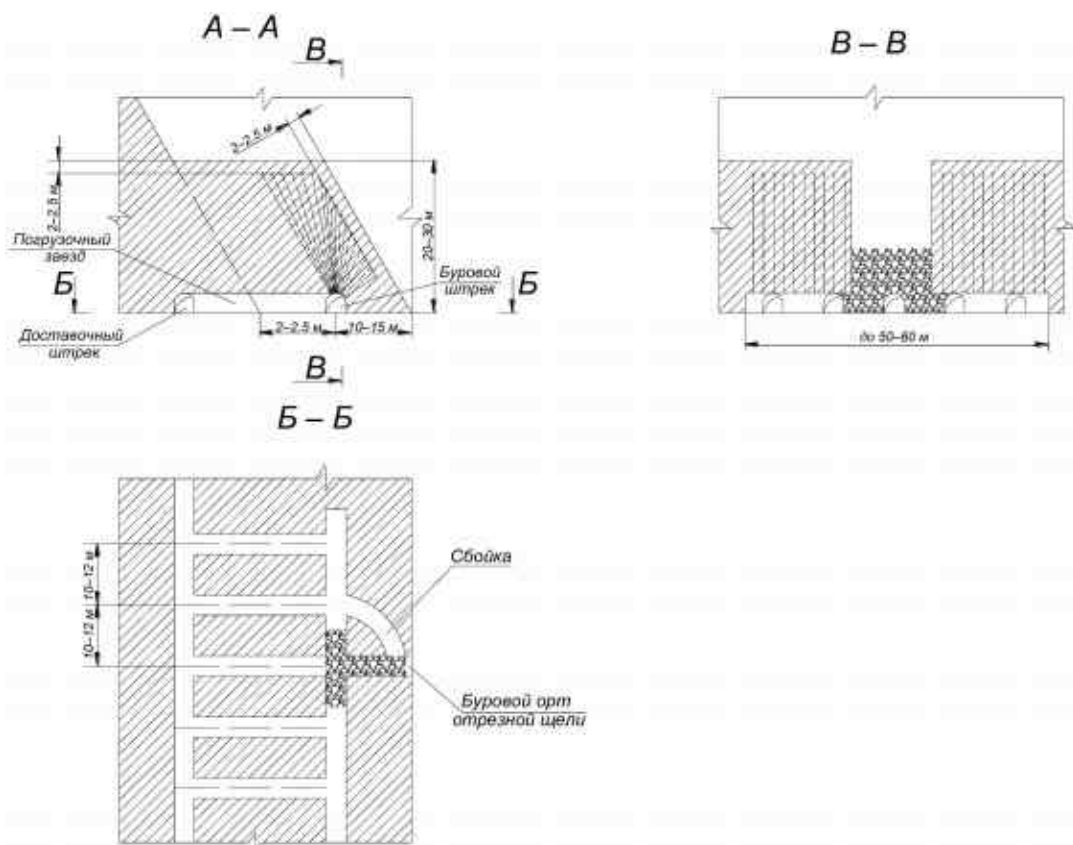 А – А
В
В – В
2–2.5 м
2–2.5 м
20–30 м
Погрузочный
заезд
Буровой
штрек
Б
Б
Доставочный
штрек
2–2.5 м
10–15 м
до 50–60 м
В
Б – Б
10–12 м
10–12 м
Сбойка
Буровой орт
отрезной щели